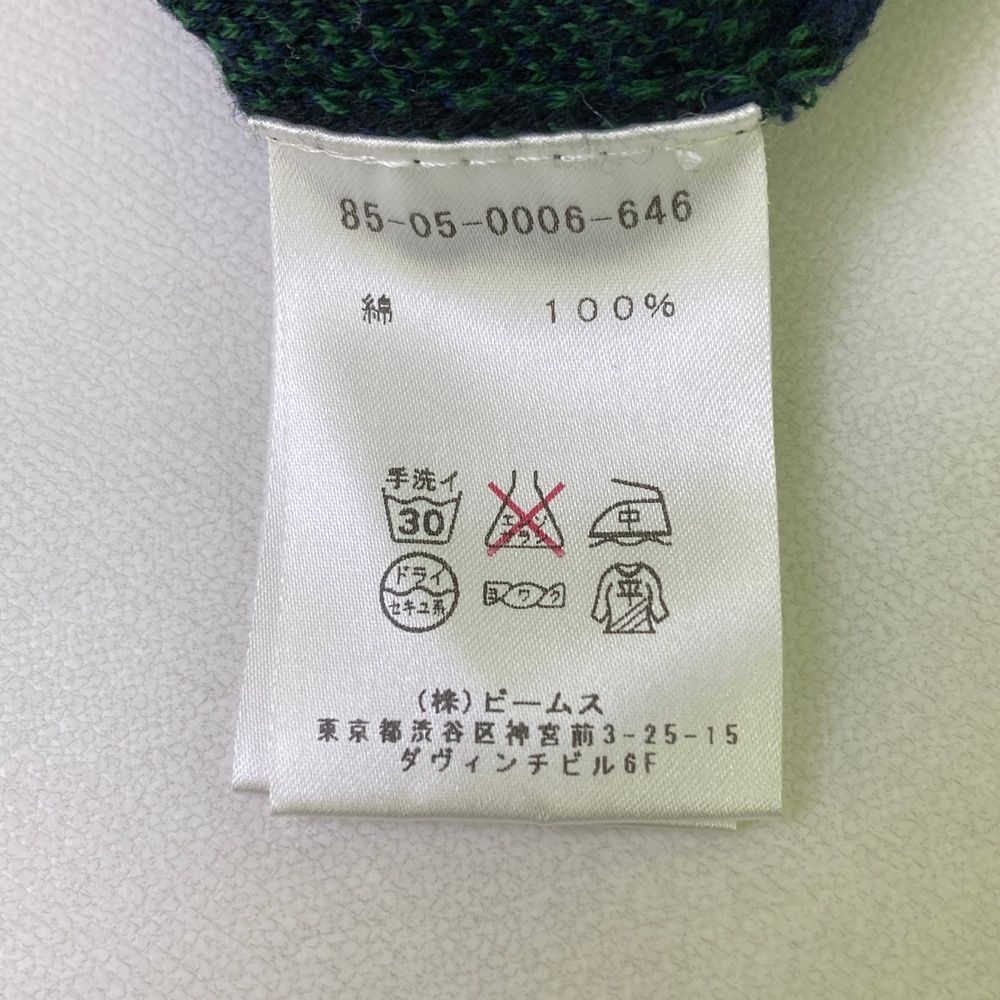 85-05-0006-646
綿 100%
手洗イ
30
エンソ
サラシ
中
ドライ
セキユ系
ヨワク
平
(株)ビームス
東京都渋谷区神宮前3-25-15
ダヴィンチビル6F